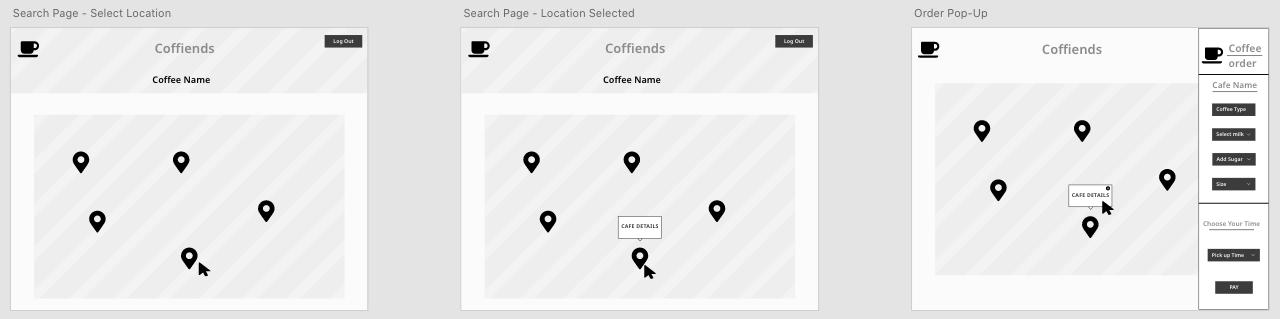 Search Page - Select Location
Coffiends
Log Out
Coffee Name
Search Page - Location Selected
Coffiends
Log Out
Coffee Name
CAFE DETAILS
Order Pop-Up
Coffiends
CAFE DETAILS
Coffee
order
Cafe Name
Coffee Type
Select milk
Add Sugar
Size
Choose Your Time
Pick up Time
PAY